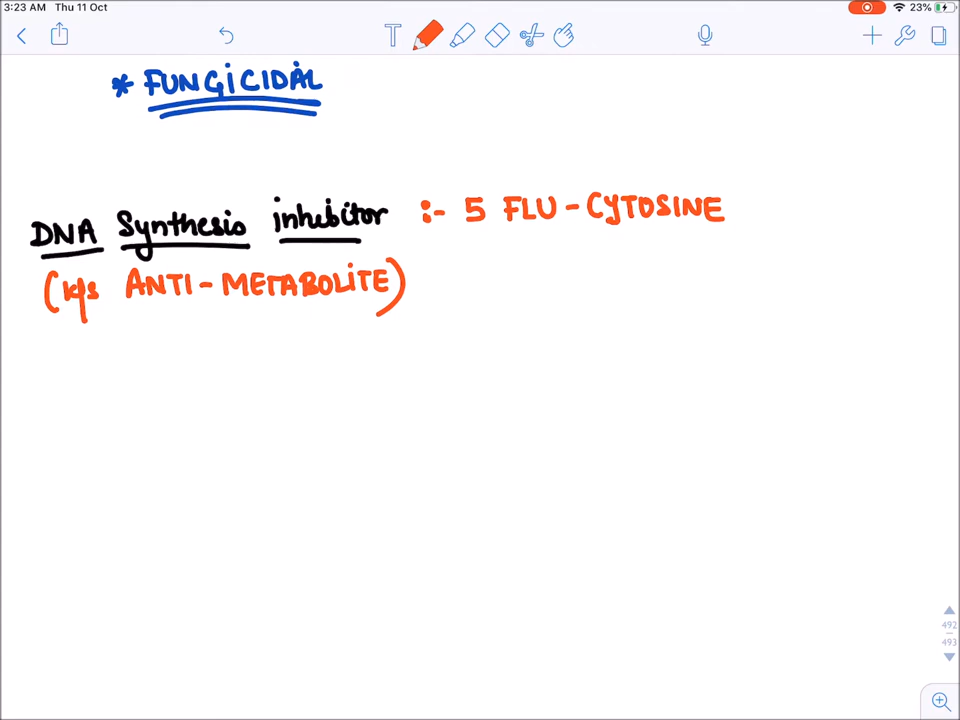 3:23 AM Thu 11 Oct 23%
T
* FUNGiCIDAL
DNA Synthesis inhibitor :- 5 FLU-CYTOSINE
(k/s ANTI-METABOLiTE)
492
493